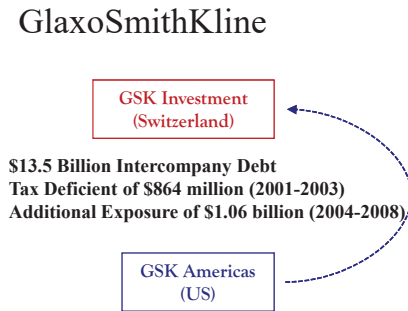 GlaxoSmithKline
GSK Investment
(Switzerland)
$13.5 Billion Intercompany Debt
Tax Deficient of $864 million (2001-2003)
Additional Exposure of $1.06 billion (2004-2008)
GSK Americas
(US)